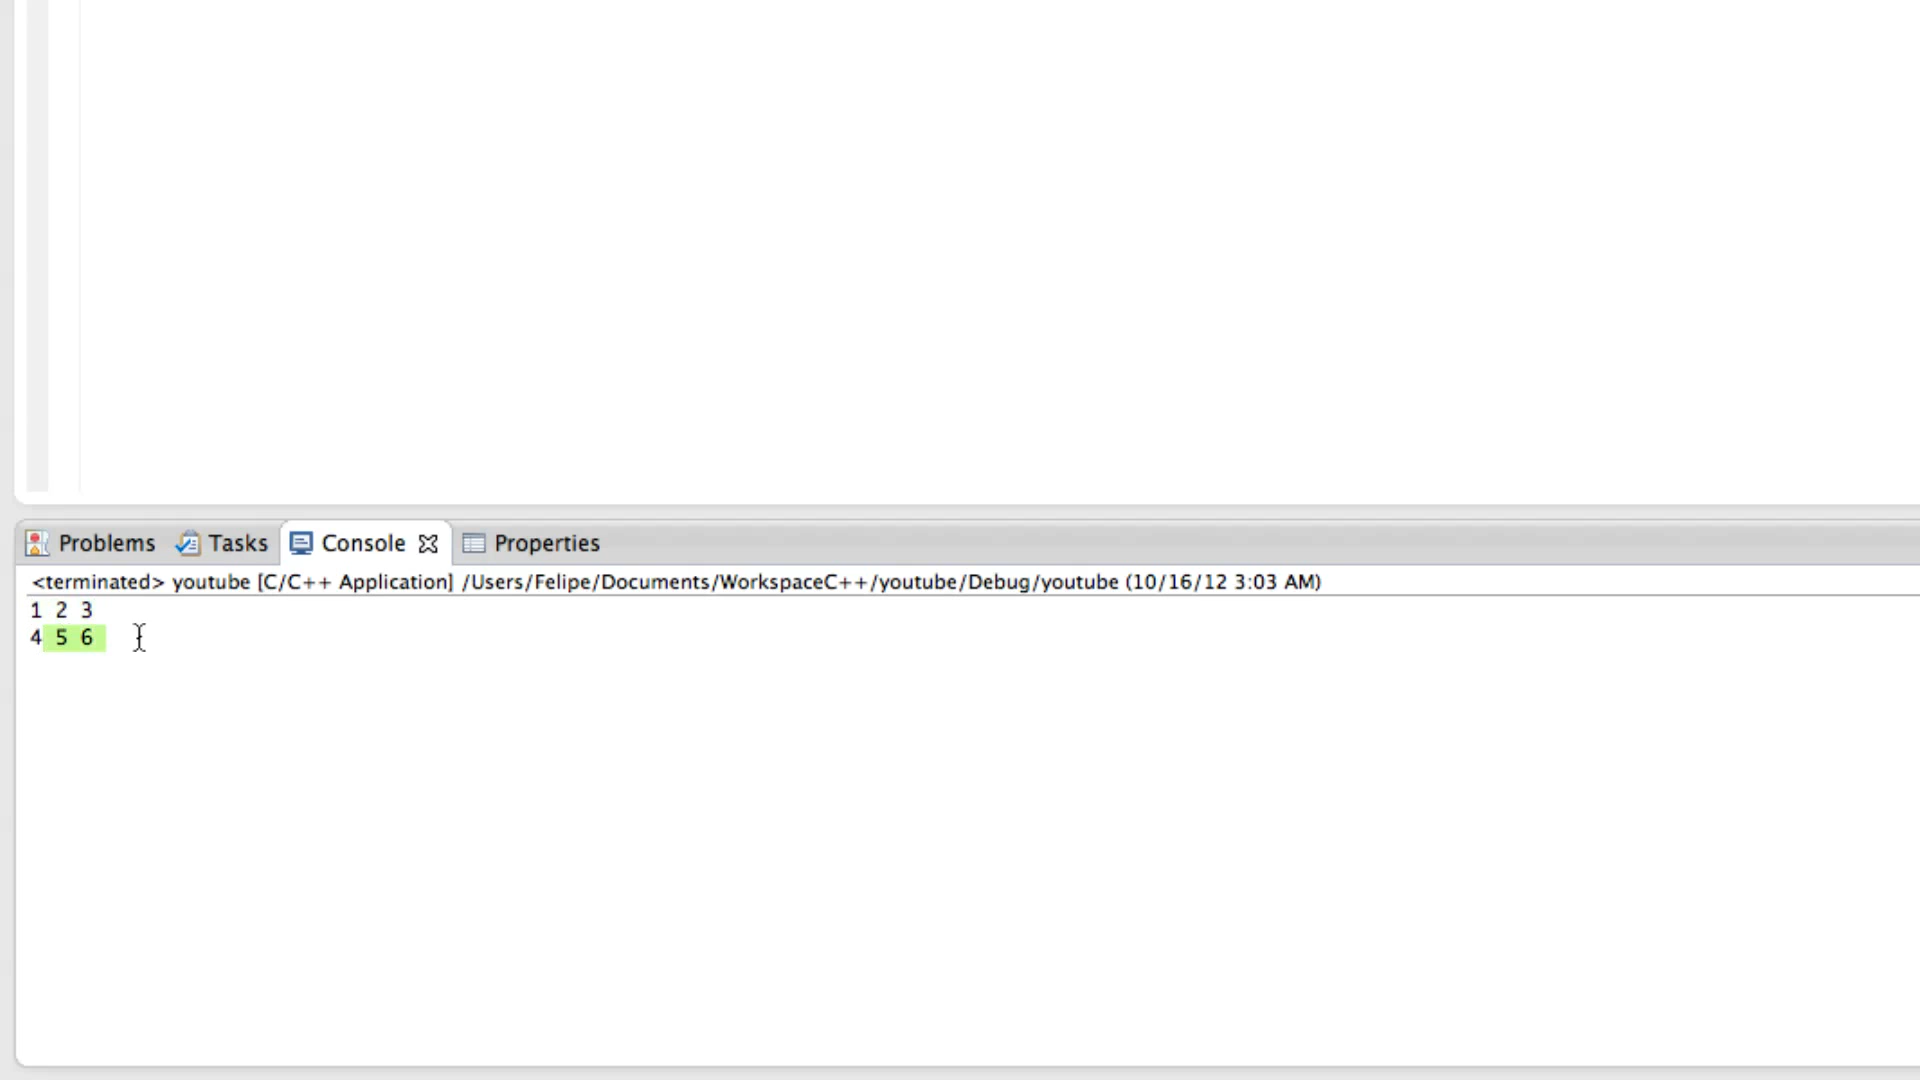 Problems Tasks Console Properties
<terminated> youtube [C/C++ Application] /Users/Felipe/Documents/WorkspaceC++/youtube/Debug/youtube (10/16/12 3:03 AM)
1 2 3
4 5 6